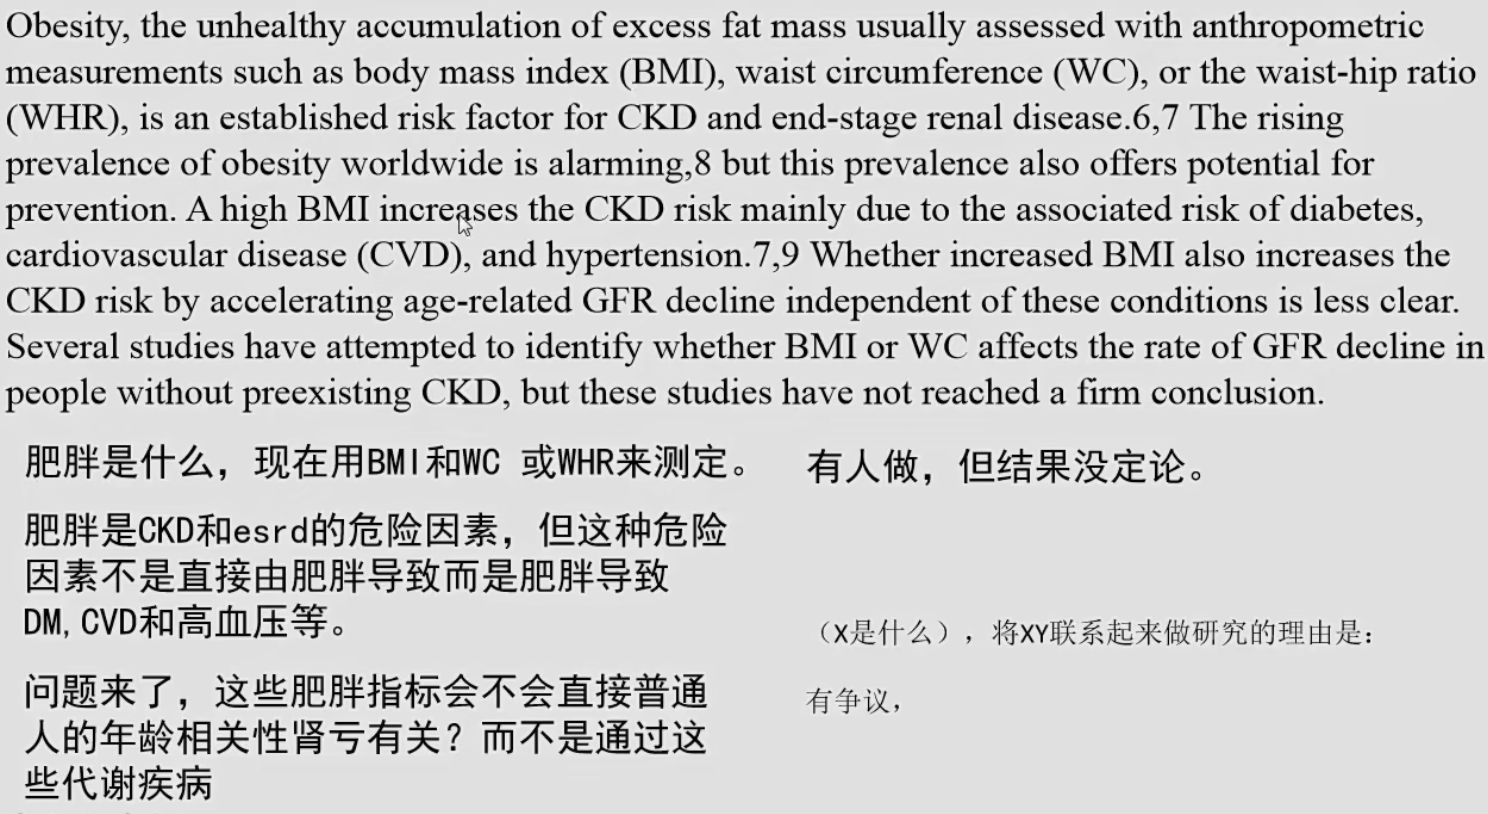 Obesity, the unhealthy accumulation of excess fat mass usually assessed with anthropometric
measurements such as body mass index (BMI), waist circumference (WC), or the waist-hip ratio
(WHR), is an established risk factor for CKD and end-stage renal disease.6,7 The rising
prevalence of obesity worldwide is alarming,8 but this prevalence also offers potential for
prevention. A high BMI increases the CKD risk mainly due to the associated risk of diabetes,
cardiovascular disease (CVD), and hypertension.7,9 Whether increased BMI also increases the
CKD risk by accelerating age-related GFR decline independent of these conditions is less clear.
Several studies have attempted to identify whether BMI or WC affects the rate of GFR decline in
people without preexisting CKD, but these studies have not reached a firm conclusion.
肥胖是什么，现在用BMI和WC 或WHR来测定。
肥胖是CKD和esrd的危险因素，但这种危险
因素不是直接由肥胖导致而是肥胖导致
DM,CVD和高血压等。
问题来了，这些肥胖指标会不会直接普通
人的年龄相关性肾亏有关？而不是通过这
些代谢疾病
有人做，但结果没定论。
（X是什么），将XY联系起来做研究的理由是：
有争议，